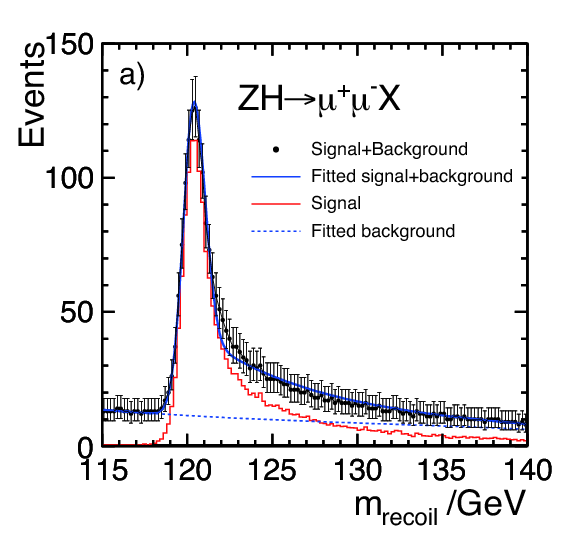 Events
150
100
50
0
a)
ZH→μ⁺μ⁻X
Signal+Background
Fitted signal+background
Signal
Fitted background
115 120 125 130 135 140
m_recoil /GeV